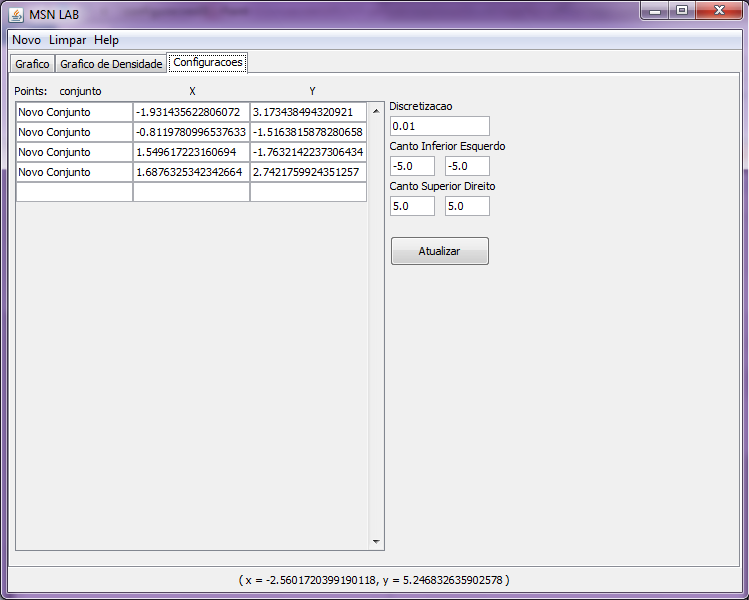 MSN LAB
Novo Limpar Help
Grafico Grafico de Densidade Configuracoes
Points: conjunto X Y
Novo Conjunto -1.931435622806072 3.173438494320921
Novo Conjunto -0.8119780996537633 -1.5163815878280658
Novo Conjunto 1.549617223160694 -1.7632142237306434
Novo Conjunto 1.6876325342342664 2.7421759924351257
Discretizacao
0.01
Canto Inferior Esquerdo
-5.0 -5.0
Canto Superior Direito
5.0 5.0
Atualizar
( x = -2.5601720399190118, y = 5.246832635902578 )